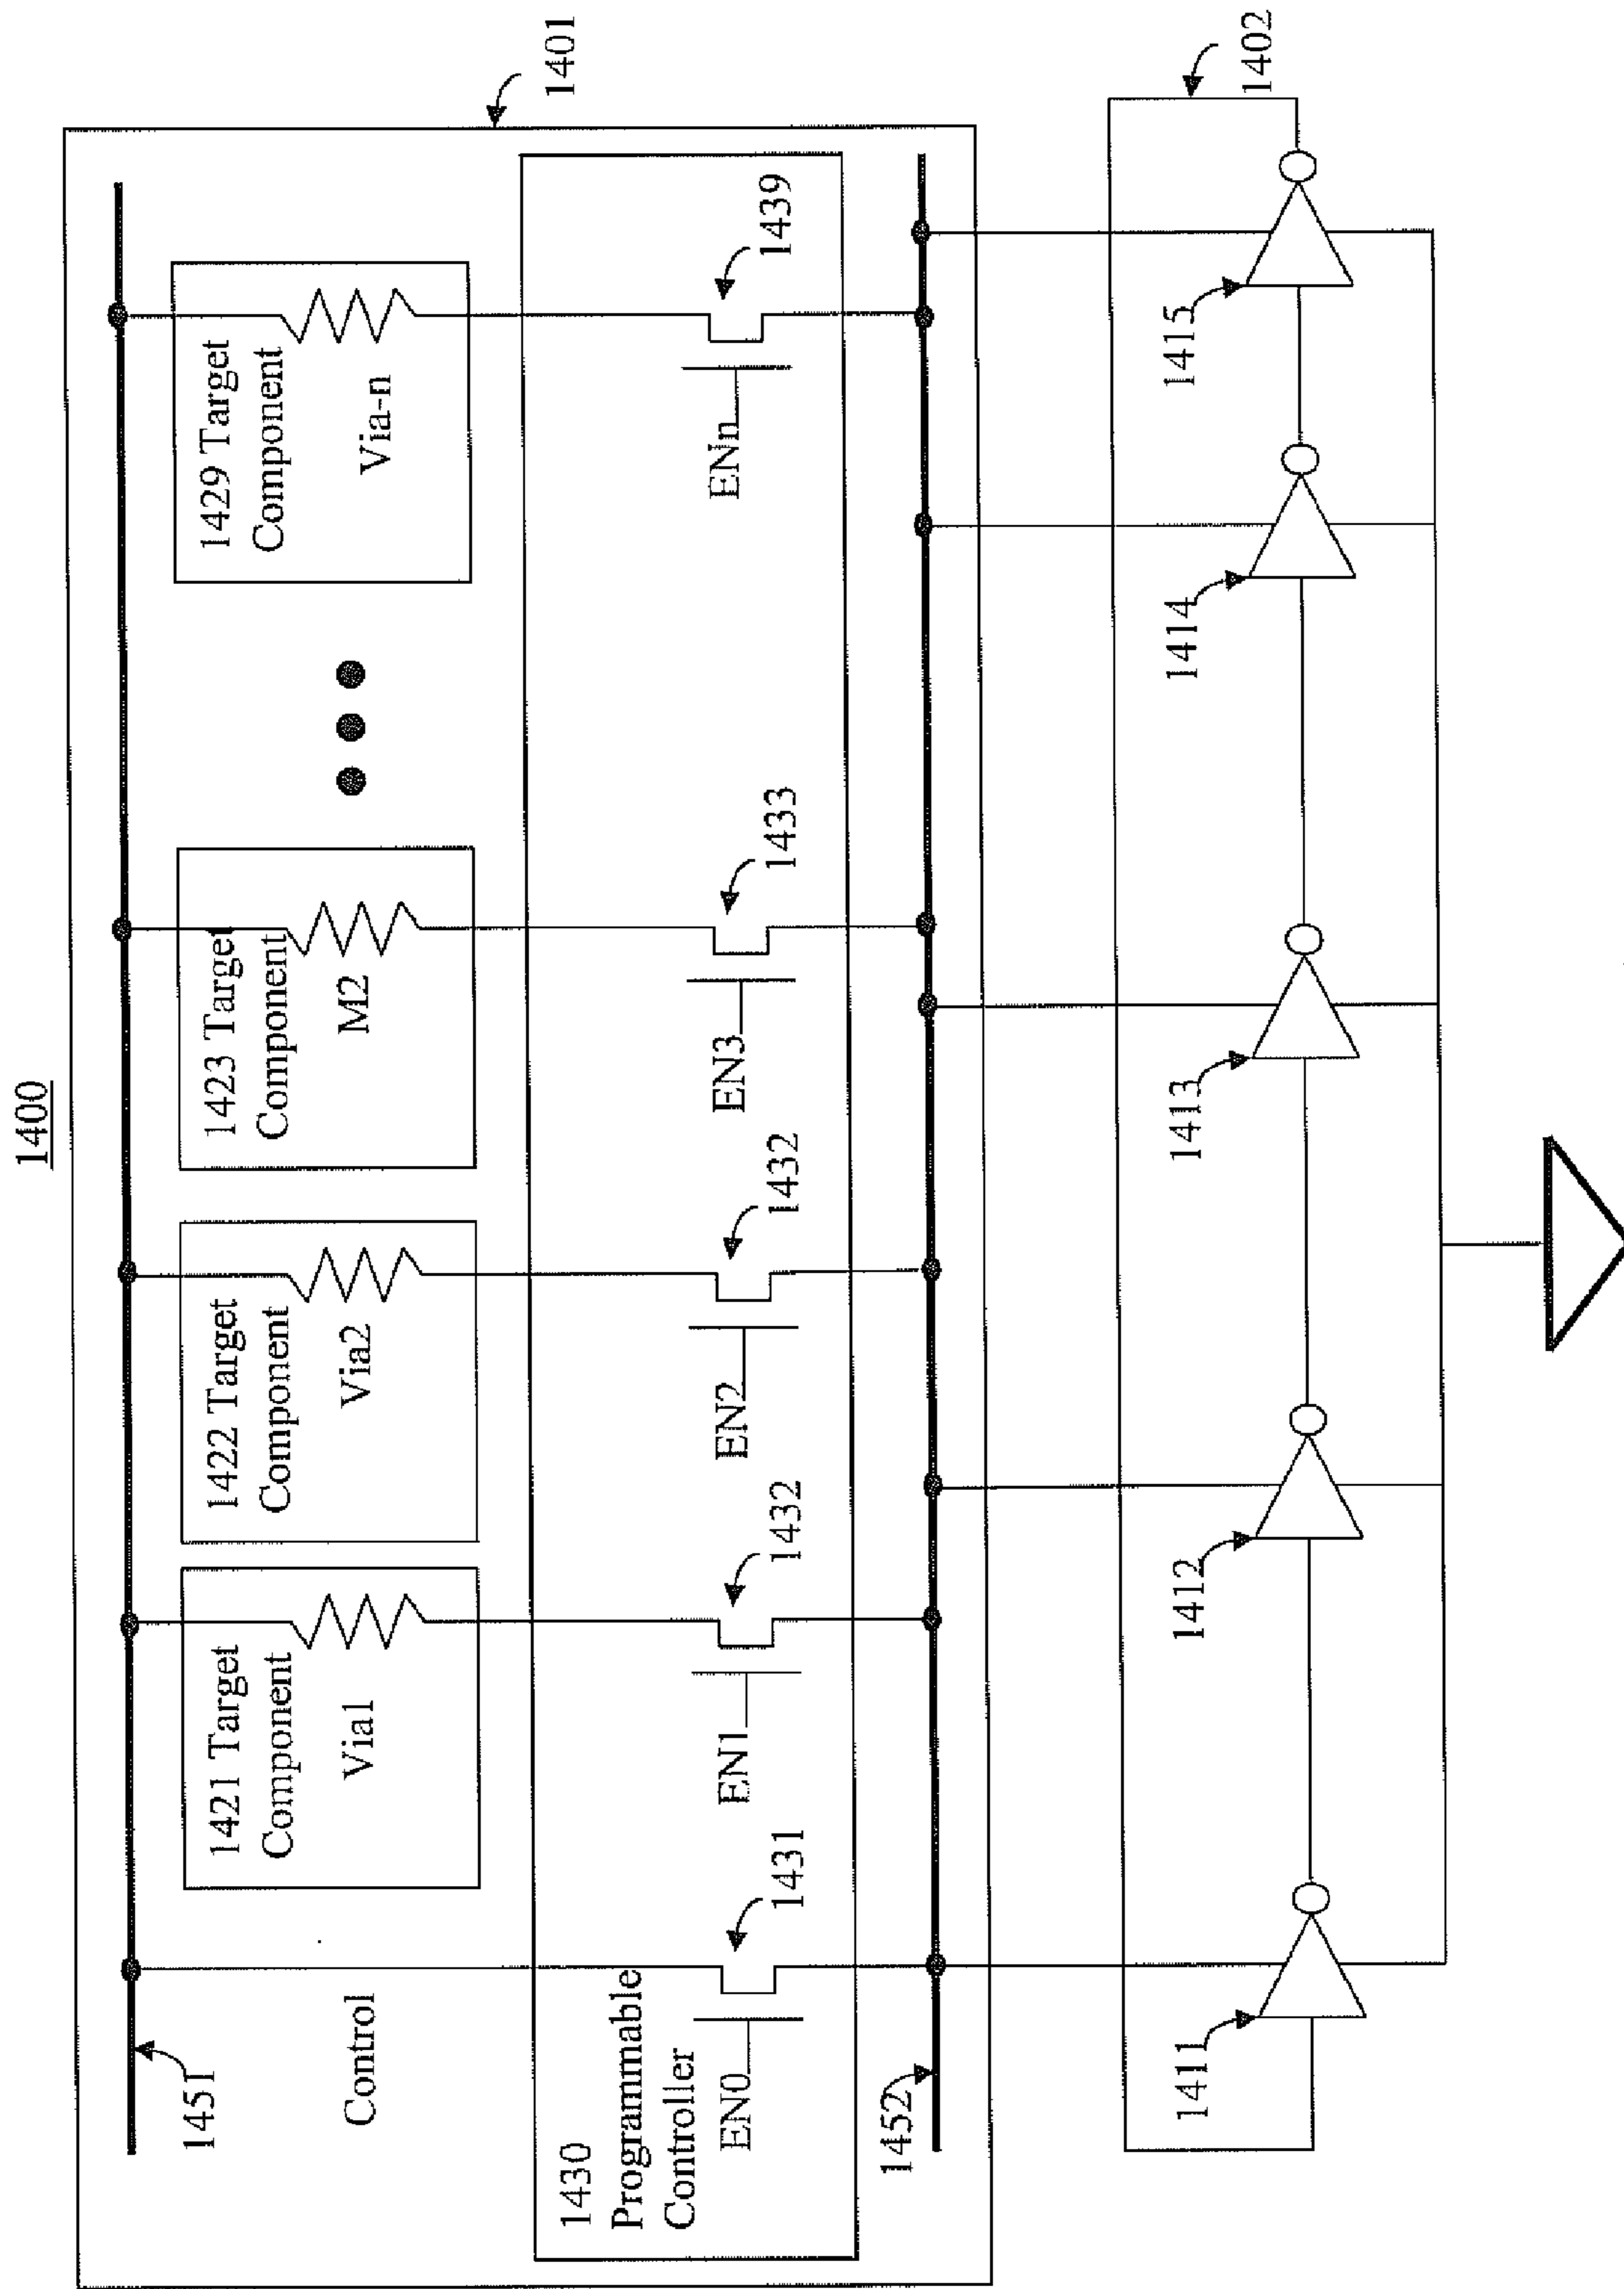 1400
1401
1451
Control
1421 Target
Component
Via1
1422 Target
Component
Via2
1423 Target
Component
M2
1429 Target
Component
Via-n
1430
Programmable
Controller
EN0
1431
EN1
1432
EN2
1432
EN3
1433
ENn
1439
1452
1402
1411
1412
1413
1414
1415